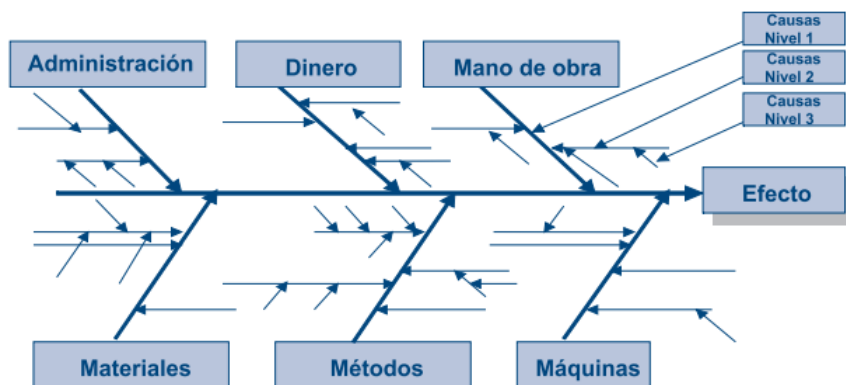 Causas
Nivel 1
Administración
Dinero
Mano de obra
Causas
Nivel 2
Causas
Nivel 3
Efecto
Materiales
Métodos
Máquinas